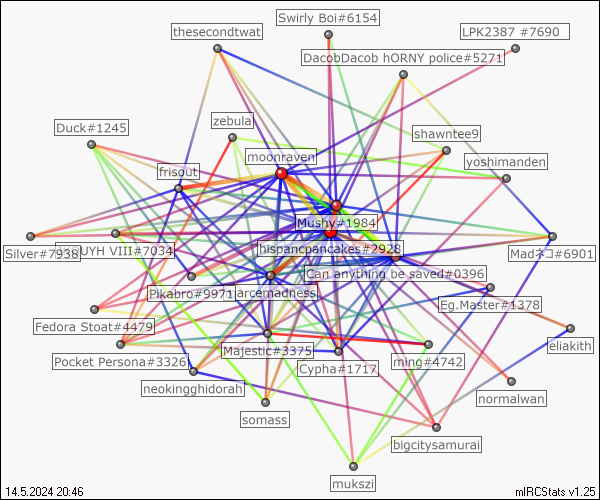 Swirly Boi#6154
thesecondtwat
LPK2387 #7690
DacobDacob hORNY police#5271
zebula
Duck#1245
shawntee9
moonraven
yoshimanden
frisout
Mushy#1984
Silver#7938
UYH VIII#7034
hispancpancakes#2928
Madネコ#6901
Can anything be saved#0396
Pikabro#9971
arcemadness
Eg.Master#1378
Fedora Stoat#4479
Majestic#3375
eliakith
Pocket Persona#3326
Cypha#1717
ming#4742
neokingghidorah
normalwan
somass
bigcitysamurai
mukszi
14.5.2024 20:46
mIRCStats v1.25